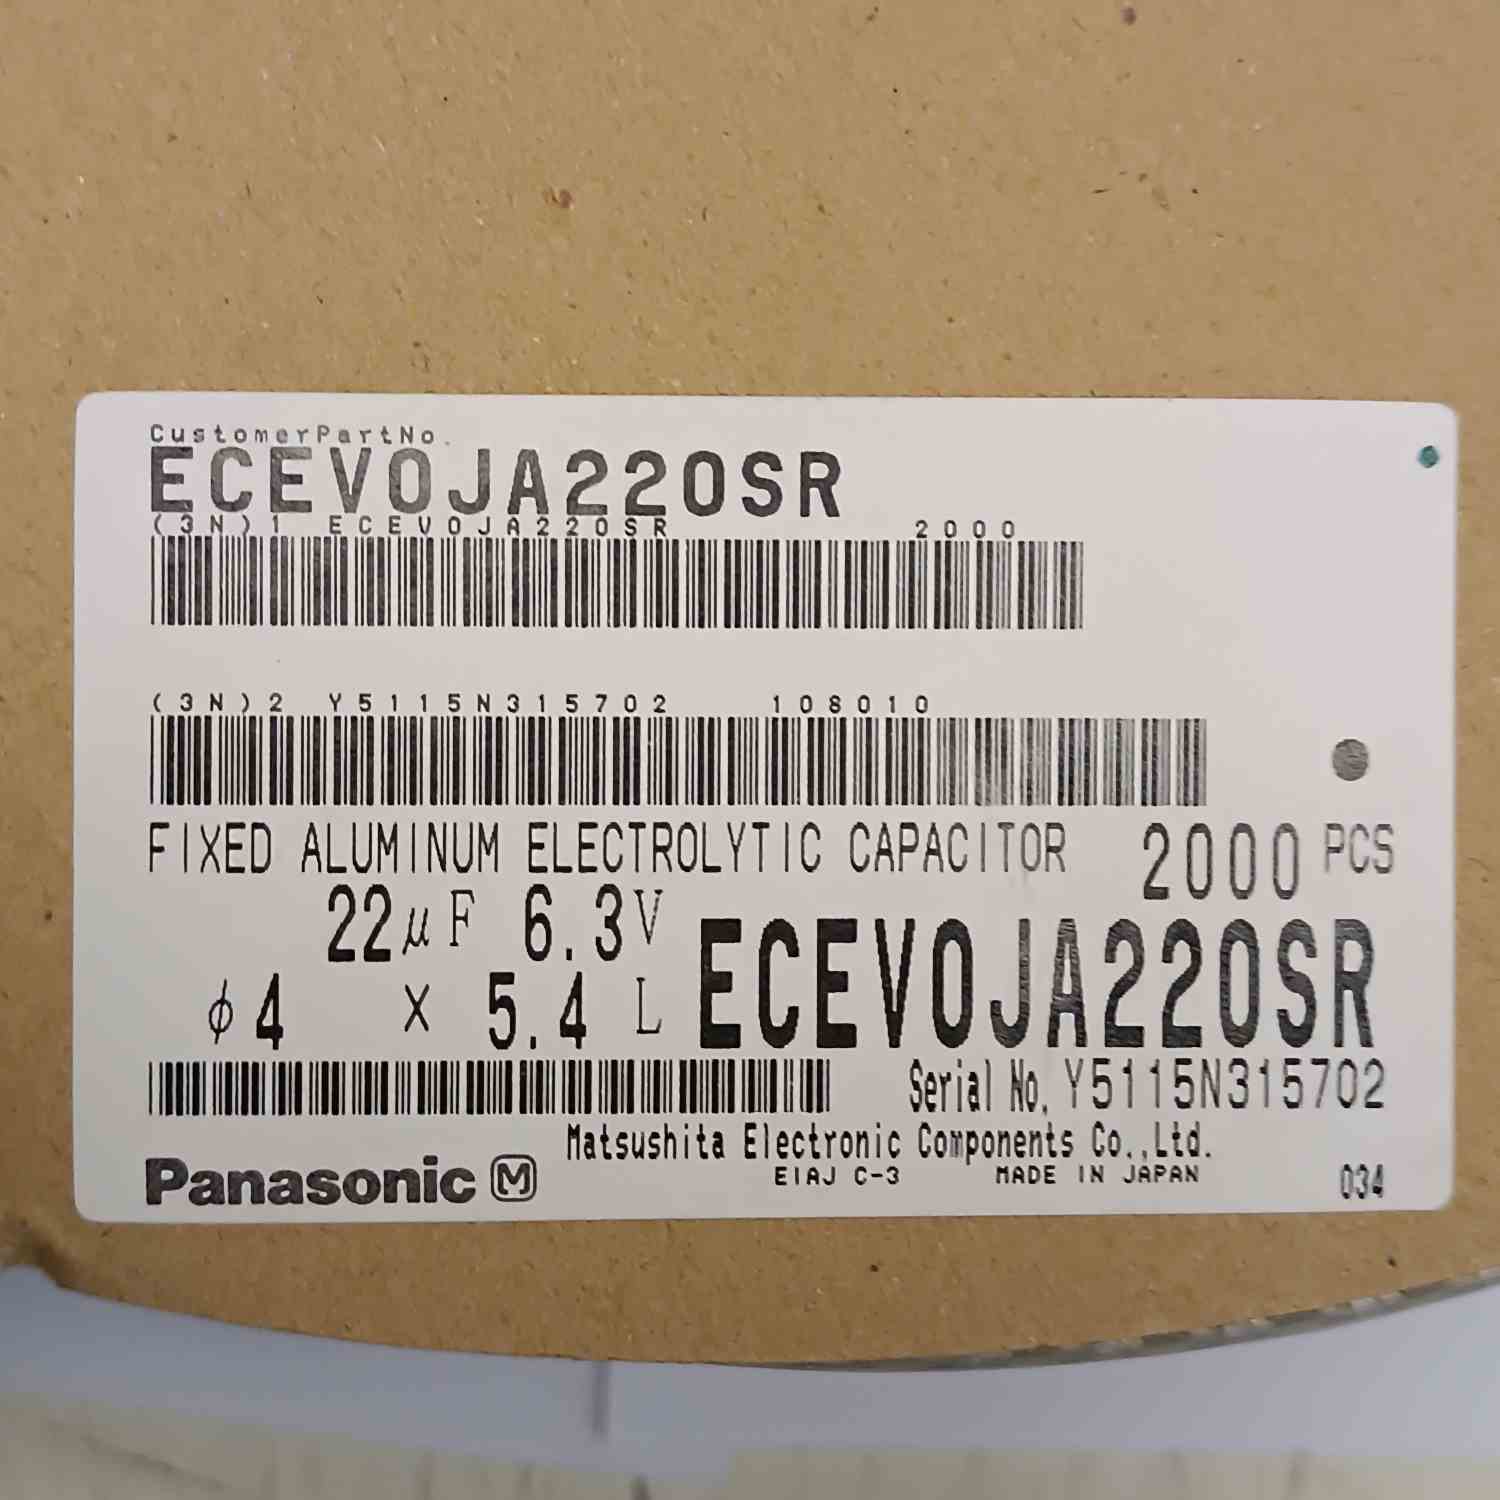 CustomerPartNo.
ECEV0JA220SR
(3N)1 ECEV0JA220SR 2000
(3N)2 Y5115N315702 108010
FIXED ALUMINUM ELECTROLYTIC CAPACITOR 2000 PCS
22μF 6.3V
ECEV0JA220SR
φ4 × 5.4 L
Serial No. Y5115N315702
Matsushita Electronic Components Co.,Ltd.
Panasonic M EIAJ C-3 MADE IN JAPAN 034